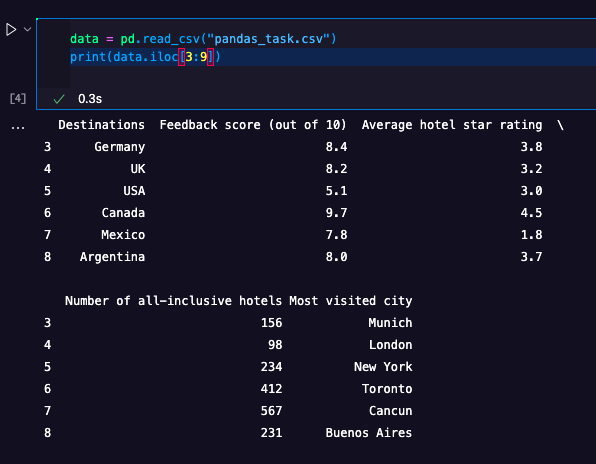 data = pd.read_csv("pandas_task.csv")
print(data.iloc[3:9])
[4] 0.3s
... Destinations  Feedback score (out of 10)  Average hotel star rating  \
3 Germany 8.4 3.8
4 UK 8.2 3.2
5 USA 5.1 3.0
6 Canada 9.7 4.5
7 Mexico 7.8 1.8
8 Argentina 8.0 3.7
Number of all-inclusive hotels Most visited city
3 156 Munich
4 98 London
5 234 New York
6 412 Toronto
7 567 Cancun
8 231 Buenos Aires